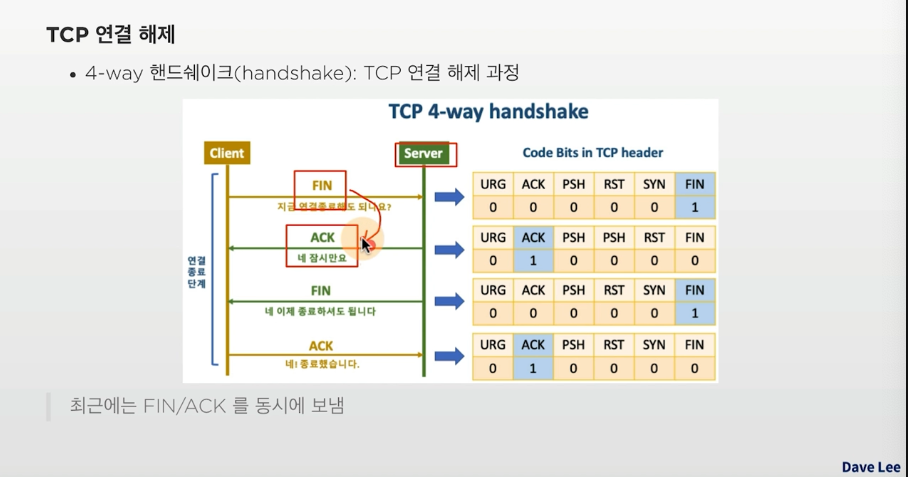 TCP 연결 해제
• 4-way 핸드쉐이크(handshake): TCP 연결 해제 과정
TCP 4-way handshake
Client
Server
Code Bits in TCP header
연결
종료
단계
FIN
지금 연결종료해도 되나요?
URG ACK PSH RST SYN FIN
0 0 0 0 0 1
ACK
네 잠시만요
URG ACK PSH PSH RST FIN
0 1 0 0 0 0
FIN
네 이제 종료하셔도 됩니다
URG ACK PSH RST SYN FIN
0 0 0 0 0 1
ACK
네! 종료했습니다.
URG ACK PSH RST SYN FIN
0 1 0 0 0 0
최근에는 FIN/ACK 를 동시에 보냄
Dave Lee